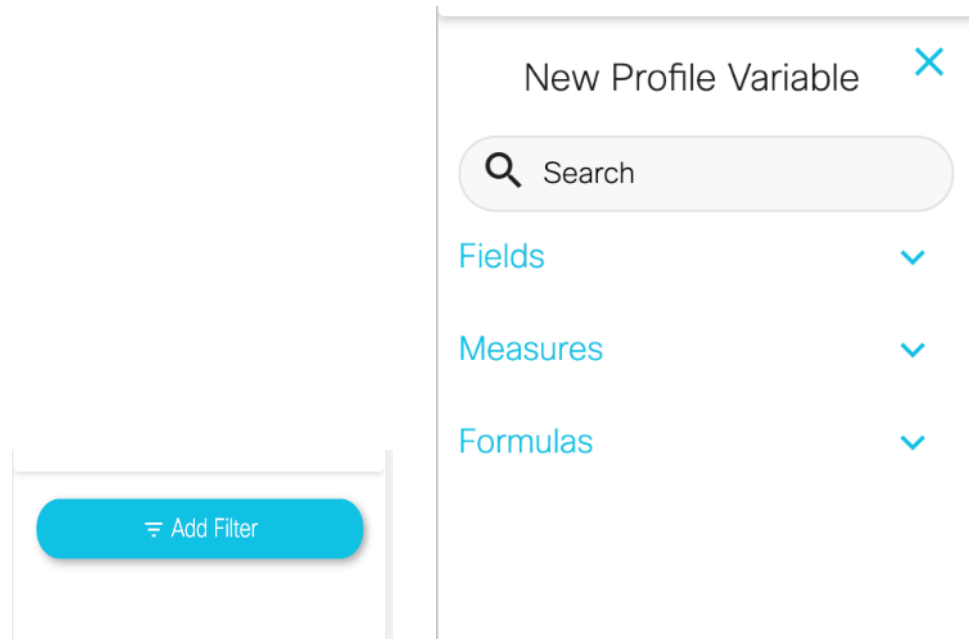 New Profile Variable
Search
Fields
Measures
Formulas
Add Filter